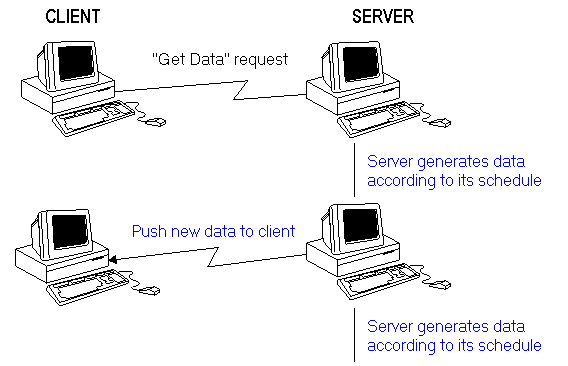 CLIENT
SERVER
"Get Data" request
Server generates data
according to its schedule
Push new data to client
Server generates data
according to its schedule